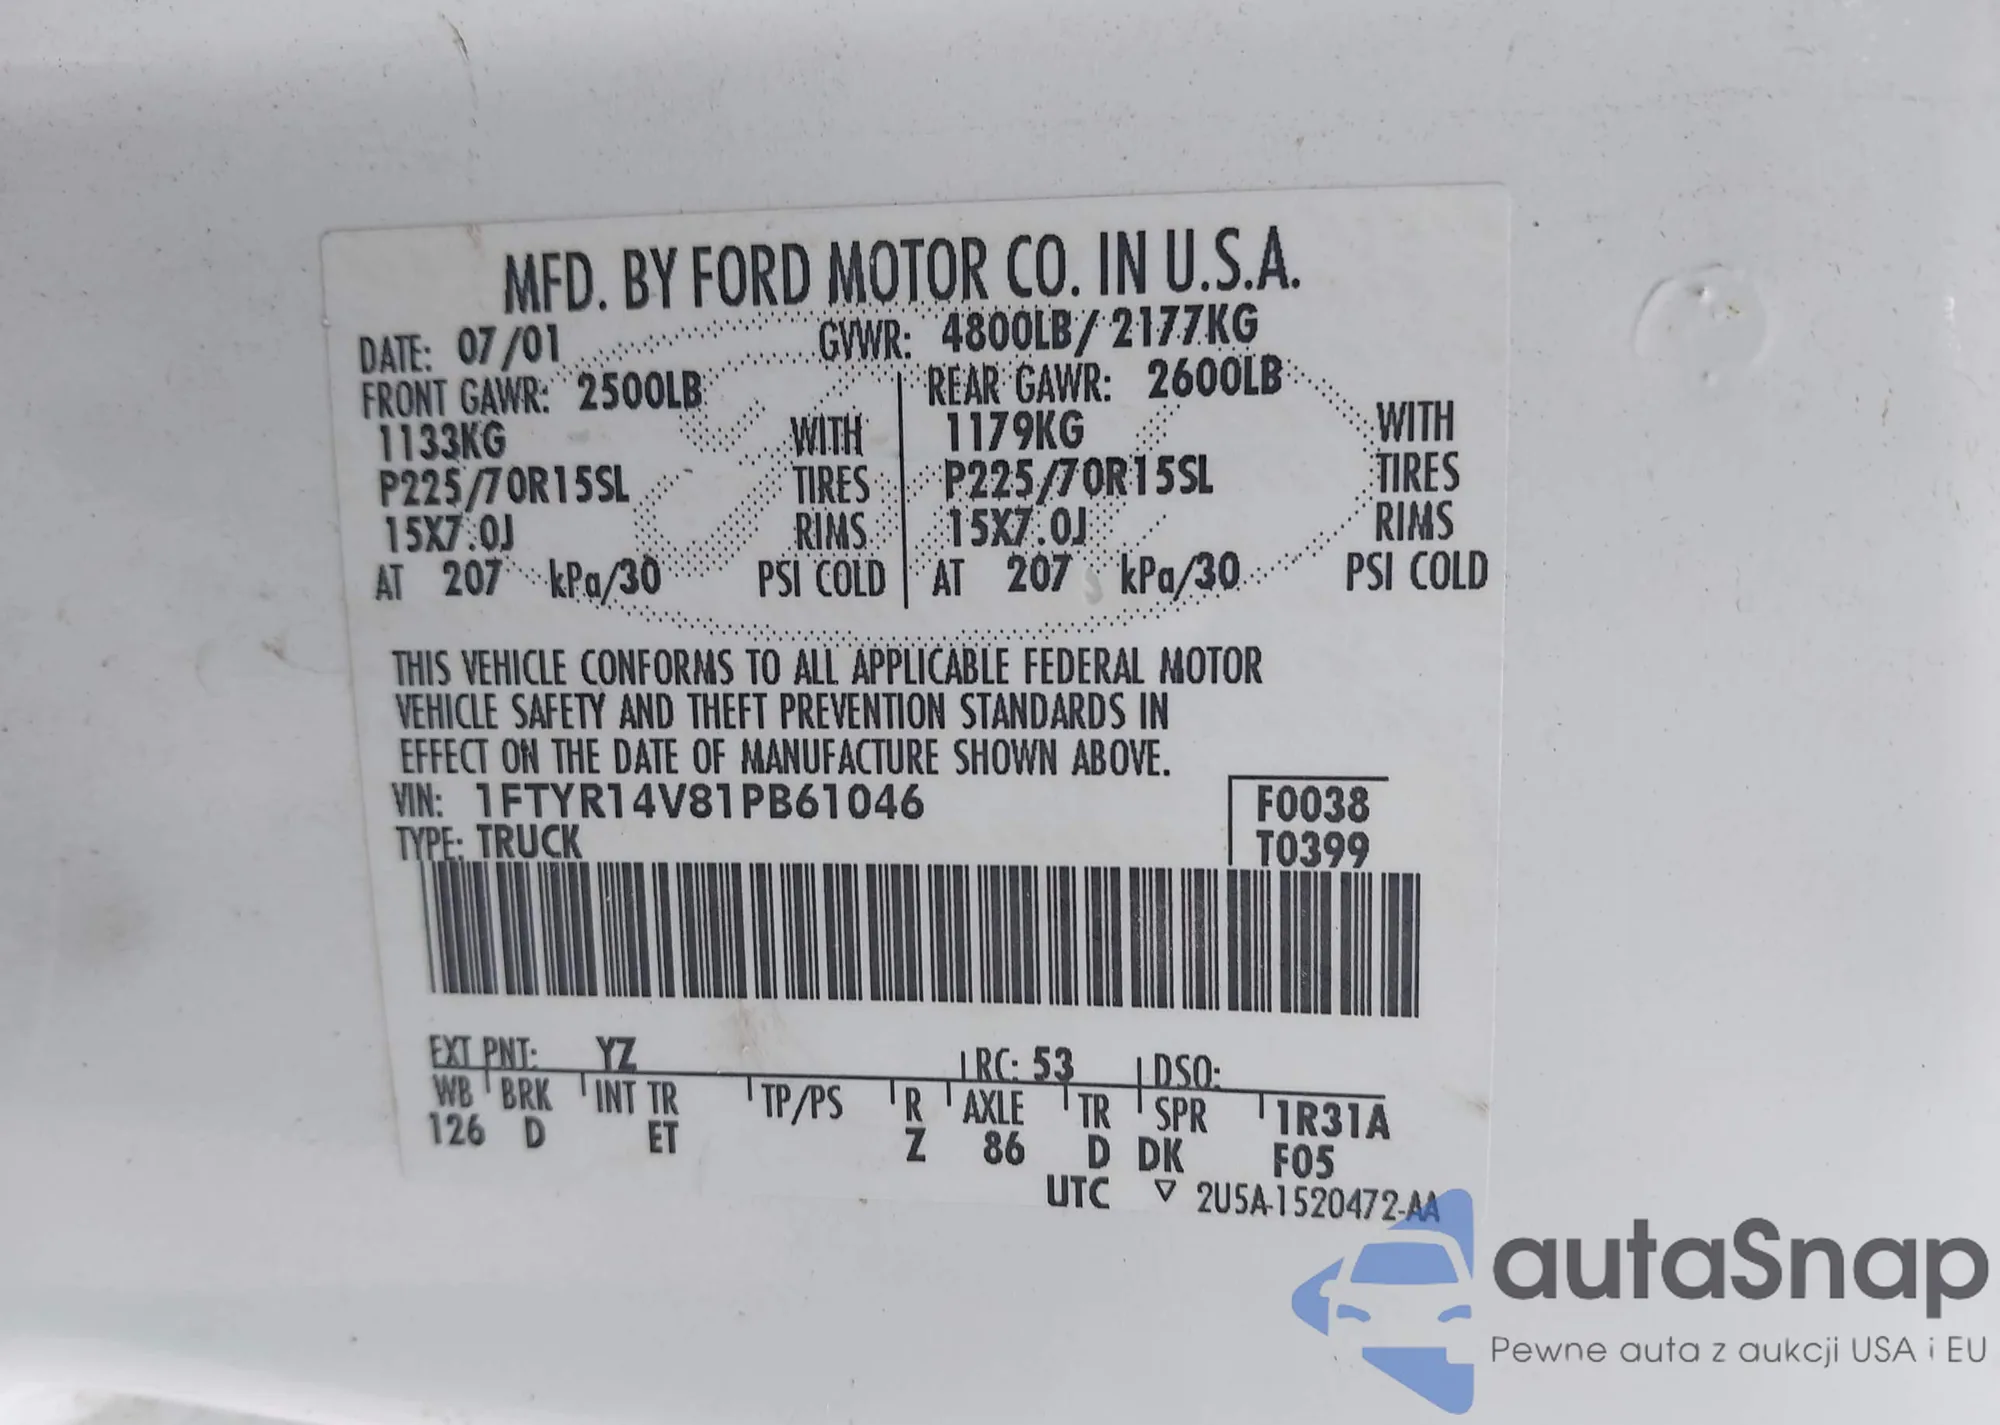 MFD. BY FORD MOTOR CO. IN U.S.A.
DATE: 07/01 GVWR: 4800LB/ 2177KG
FRONT GAWR: 2500LB REAR GAWR: 2600LB
1133KG WITH 1179KG WITH
P225/70R15SL TIRES P225/70R15SL TIRES
15X7.0J RIMS 15X7.0J RIMS
AT 207 kPa/30 PSI COLD AT 207 kPa/30 PSI COLD
THIS VEHICLE CONFORMS TO ALL APPLICABLE FEDERAL MOTOR
VEHICLE SAFETY AND THEFT PREVENTION STANDARDS IN
EFFECT ON THE DATE OF MANUFACTURE SHOWN ABOVE.
VIN: 1FTYR14V81PB61046 F0038
TYPE: TRUCK T0399
EXT PNT: YZ RC: 53 DSO:
WB BRK INT TR TP/PS R AXLE TR SPR 1R31A
126 D ET Z 86 D DK F05
UTC ▽ 2U5A-1520472-AA
autaSnap
Pewne auta z aukcji USA i EU